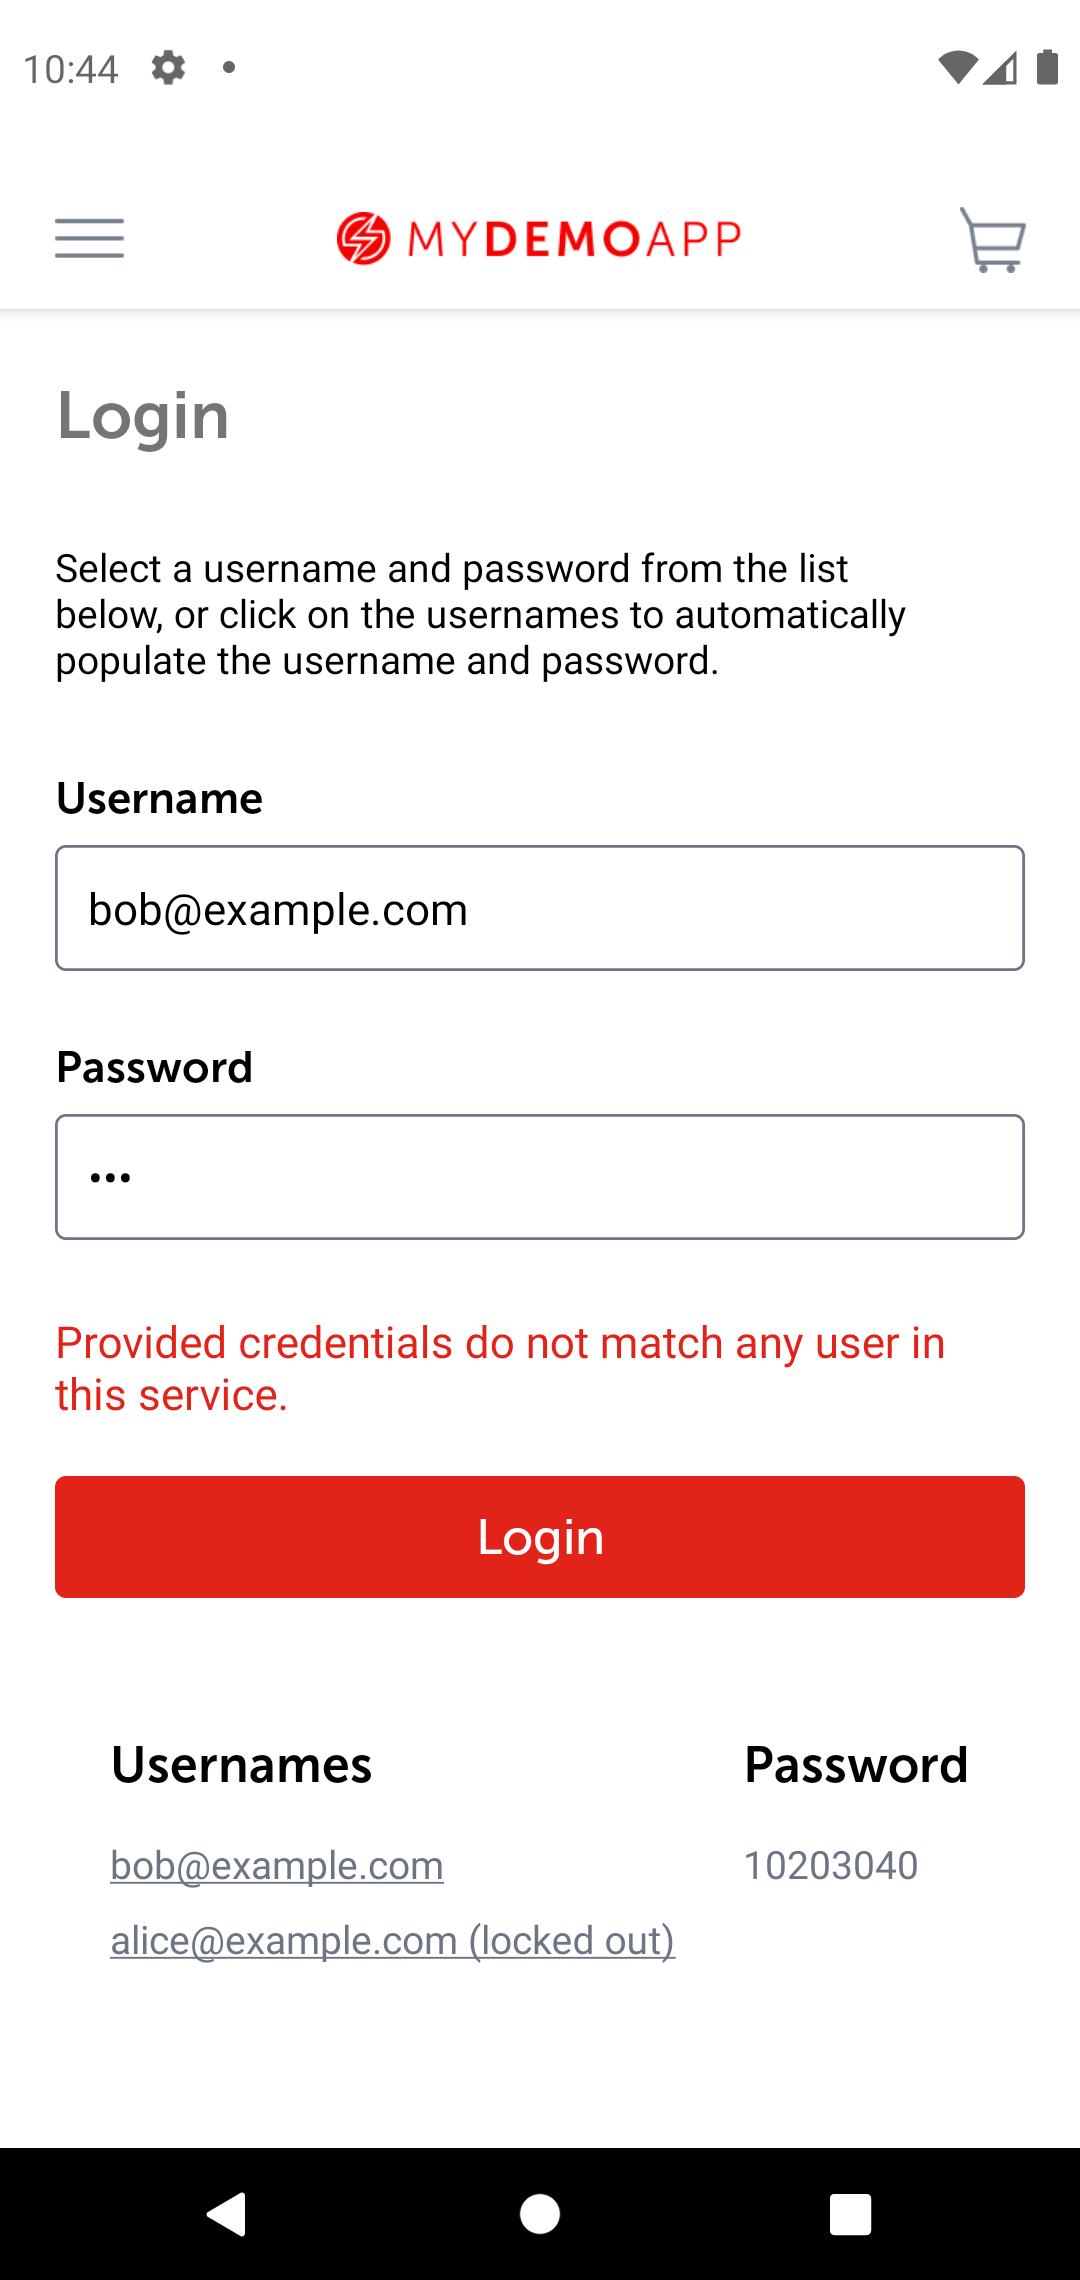 10:44
MYDEMOAPP
Login
Select a username and password from the list
below, or click on the usernames to automatically
populate the username and password.
Username
bob@example.com
Password
•••
Provided credentials do not match any user in
this service.
Login
Usernames Password
bob@example.com 10203040
alice@example.com (locked out)